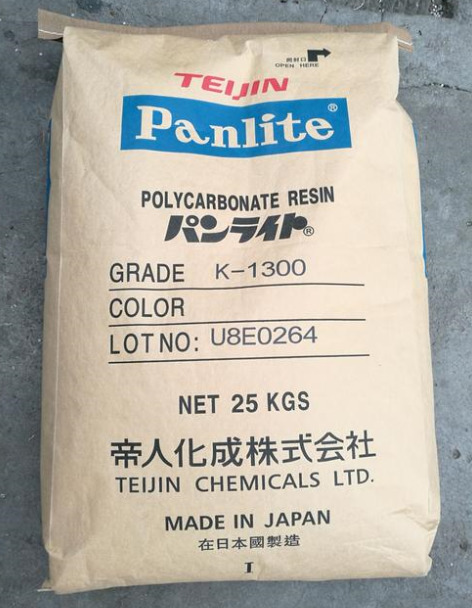 開封口
OPEN HERE
TEIJIN
Panlite®
POLYCARBONATE RESIN
パンライト®
GRADE K-1300
COLOR
LOT NO: U8E0264
NET 25 KGS
帝人化成株式会社
TEIJIN CHEMICALS LTD.
MADE IN JAPAN
在日本國製造
I